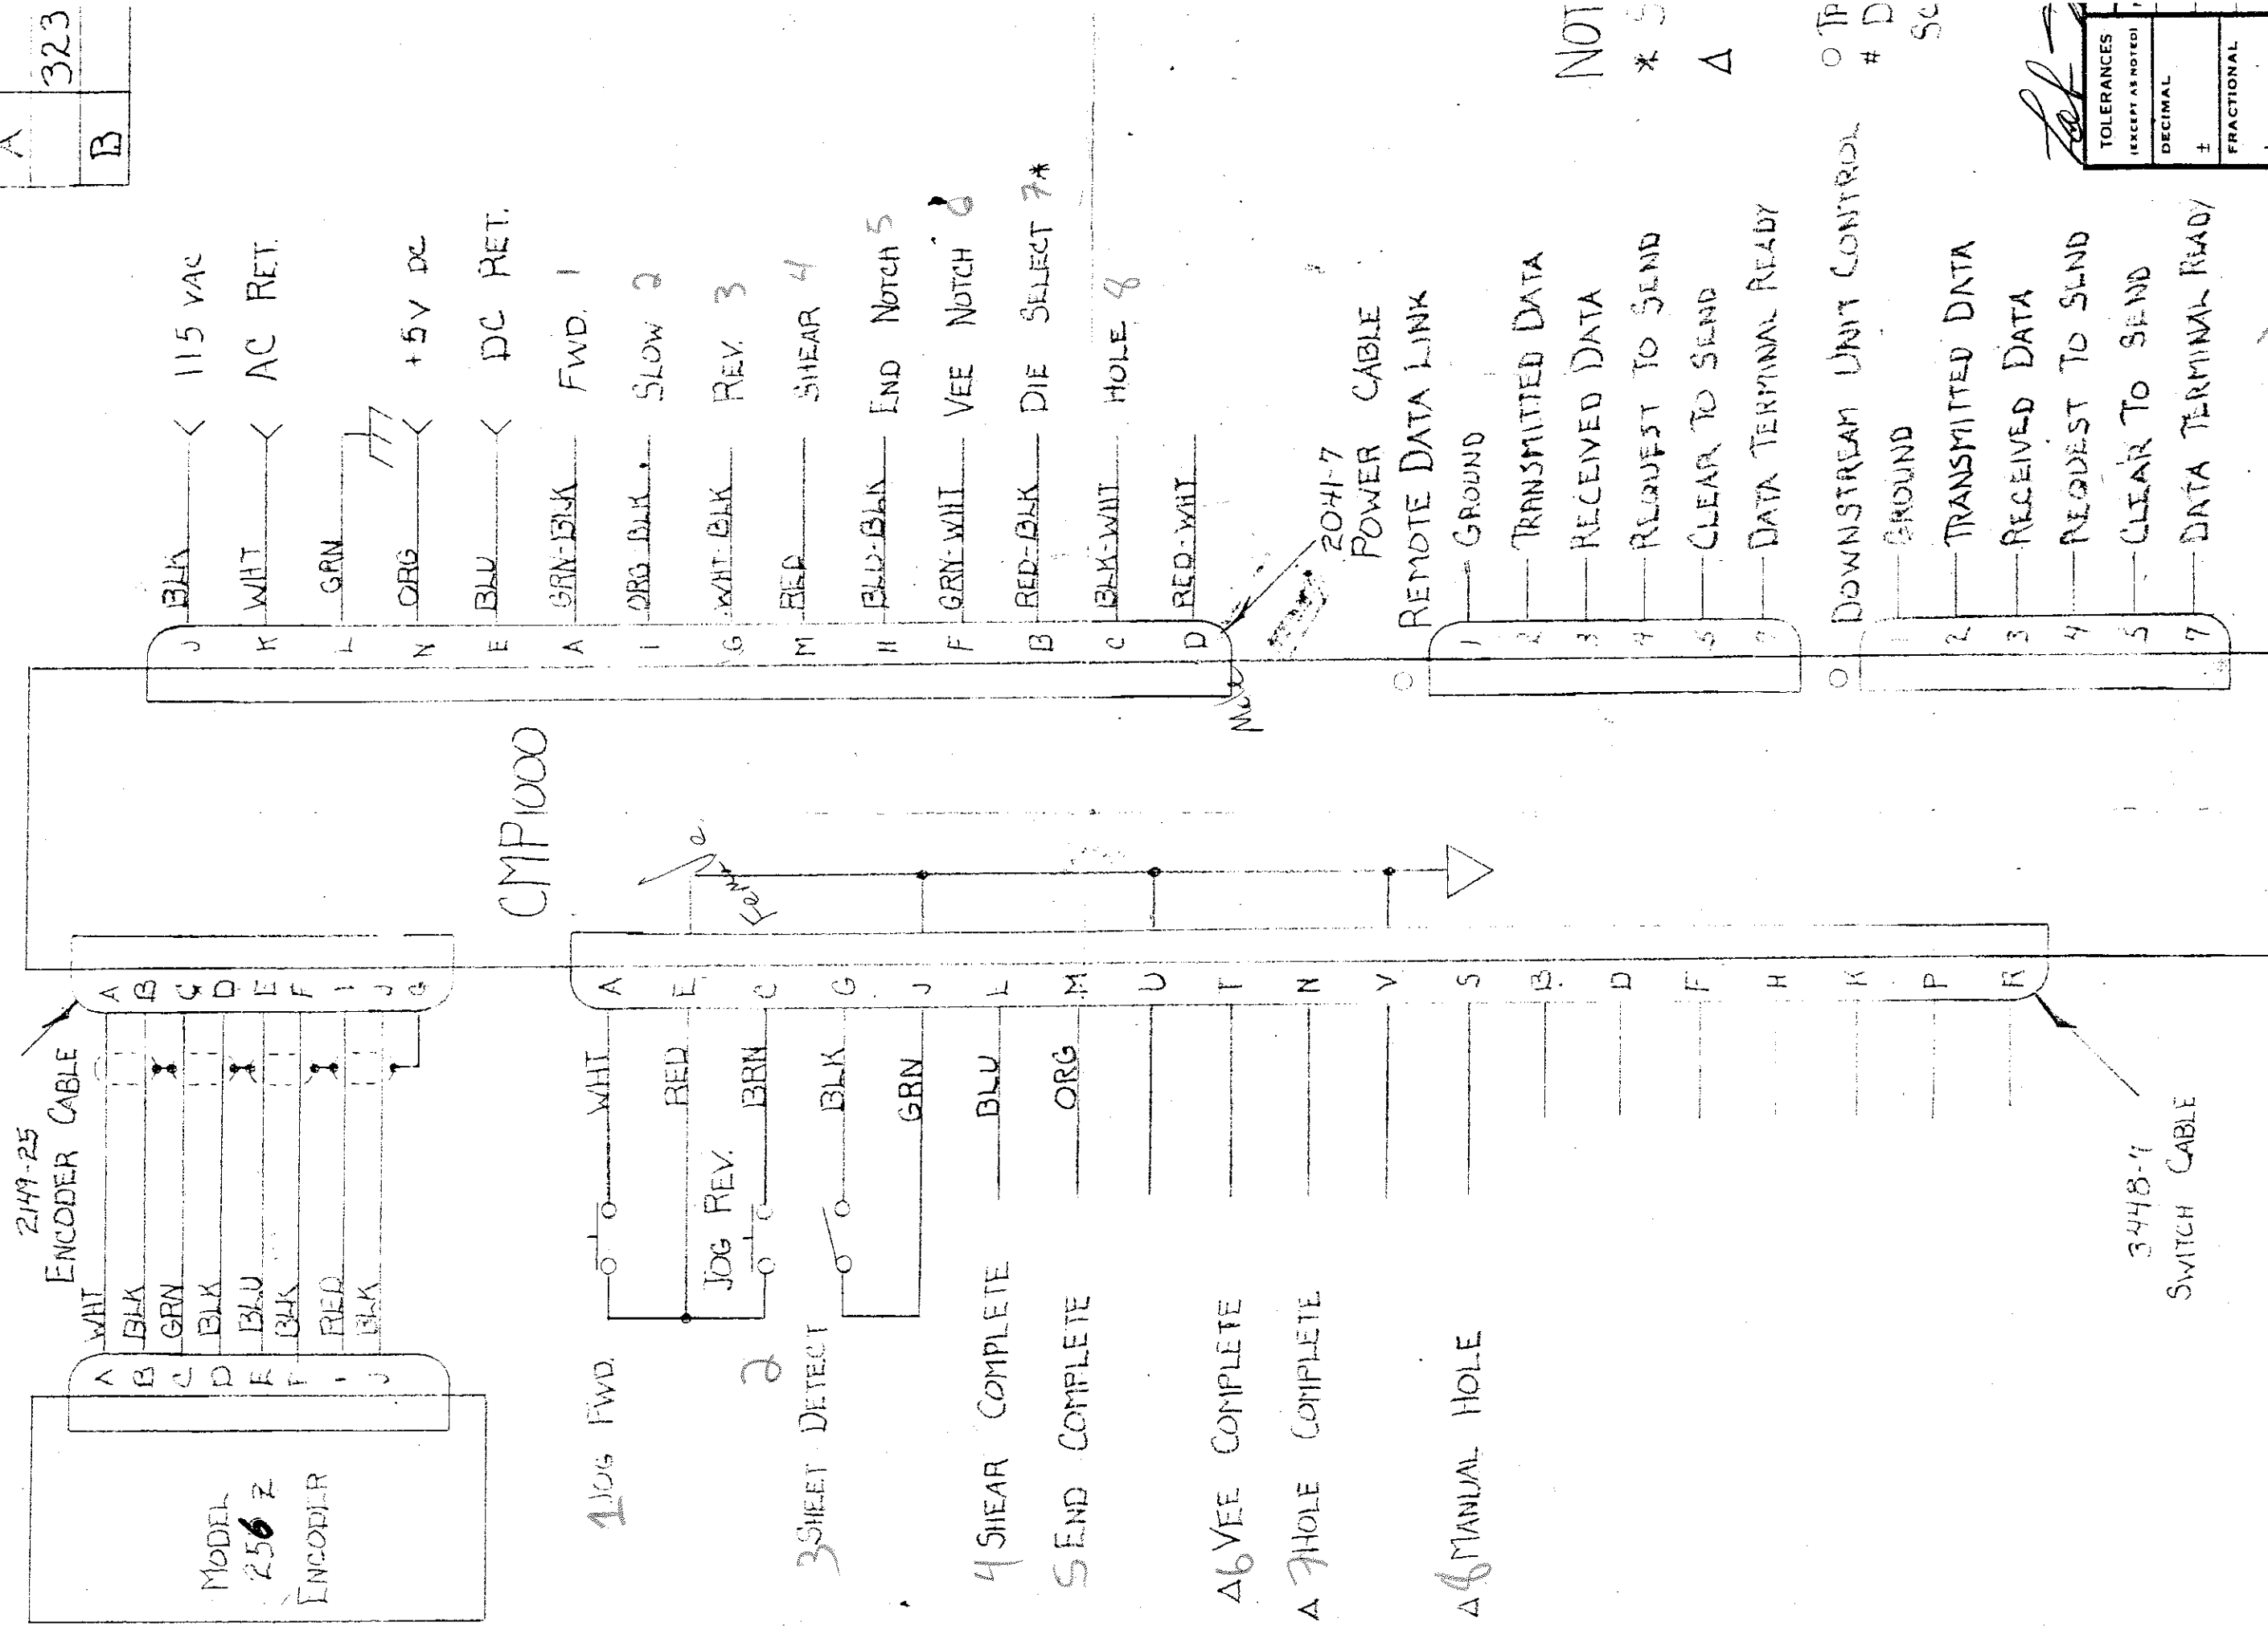 A
323
B
2149-25
ENCODER CABLE
MODEL
256 Z
ENCODER
A WHT A
B BLK B
C GRN C
D BLK D
E BLU E
F BLK F
I RED I
J BLK J
G
CMP1000
1 JOG FWD. WHT A
RED E
2 JOG REV. BRN C
3 SHEET DETECT BLK G
GRN J
4 SHEAR COMPLETE BLU L
5 END COMPLETE ORG M
U
Δ 6 VEE COMPLETE T
Δ 7 HOLE COMPLETE N
V
Δ 8 MANUAL HOLE S
B
D
F
H
K
P
R
3448-7
SWITCH CABLE
J BLK 115 VAC
K WHT AC RET.
L GRN
N ORG +5V DC
E BLU DC RET.
A GRN-BLK FWD. 1
I ORG-BLK SLOW 2
G WHT-BLK REV. 3
M RED SHEAR 4
H BLU-BLK END NOTCH 5
F GRN-WHT VEE NOTCH 6
B RED-BLK DIE SELECT 7*
C BLK-WHT HOLE 8
D RED-WHT
2041-7
POWER CABLE
REMOTE DATA LINK
1 GROUND
2 TRANSMITTED DATA
3 RECEIVED DATA
4 REQUEST TO SEND
5 CLEAR TO SEND
7 DATA TERMINAL READY
DOWNSTREAM UNIT CONTROL
1 GROUND
2 TRANSMITTED DATA
3 RECEIVED DATA
4 REQUEST TO SEND
5 CLEAR TO SEND
7 DATA TERMINAL READY
NOT
* S
Δ
O TP
# D
SC
TOLERANCES
(EXCEPT AS NOTED)
DECIMAL
±
FRACTIONAL